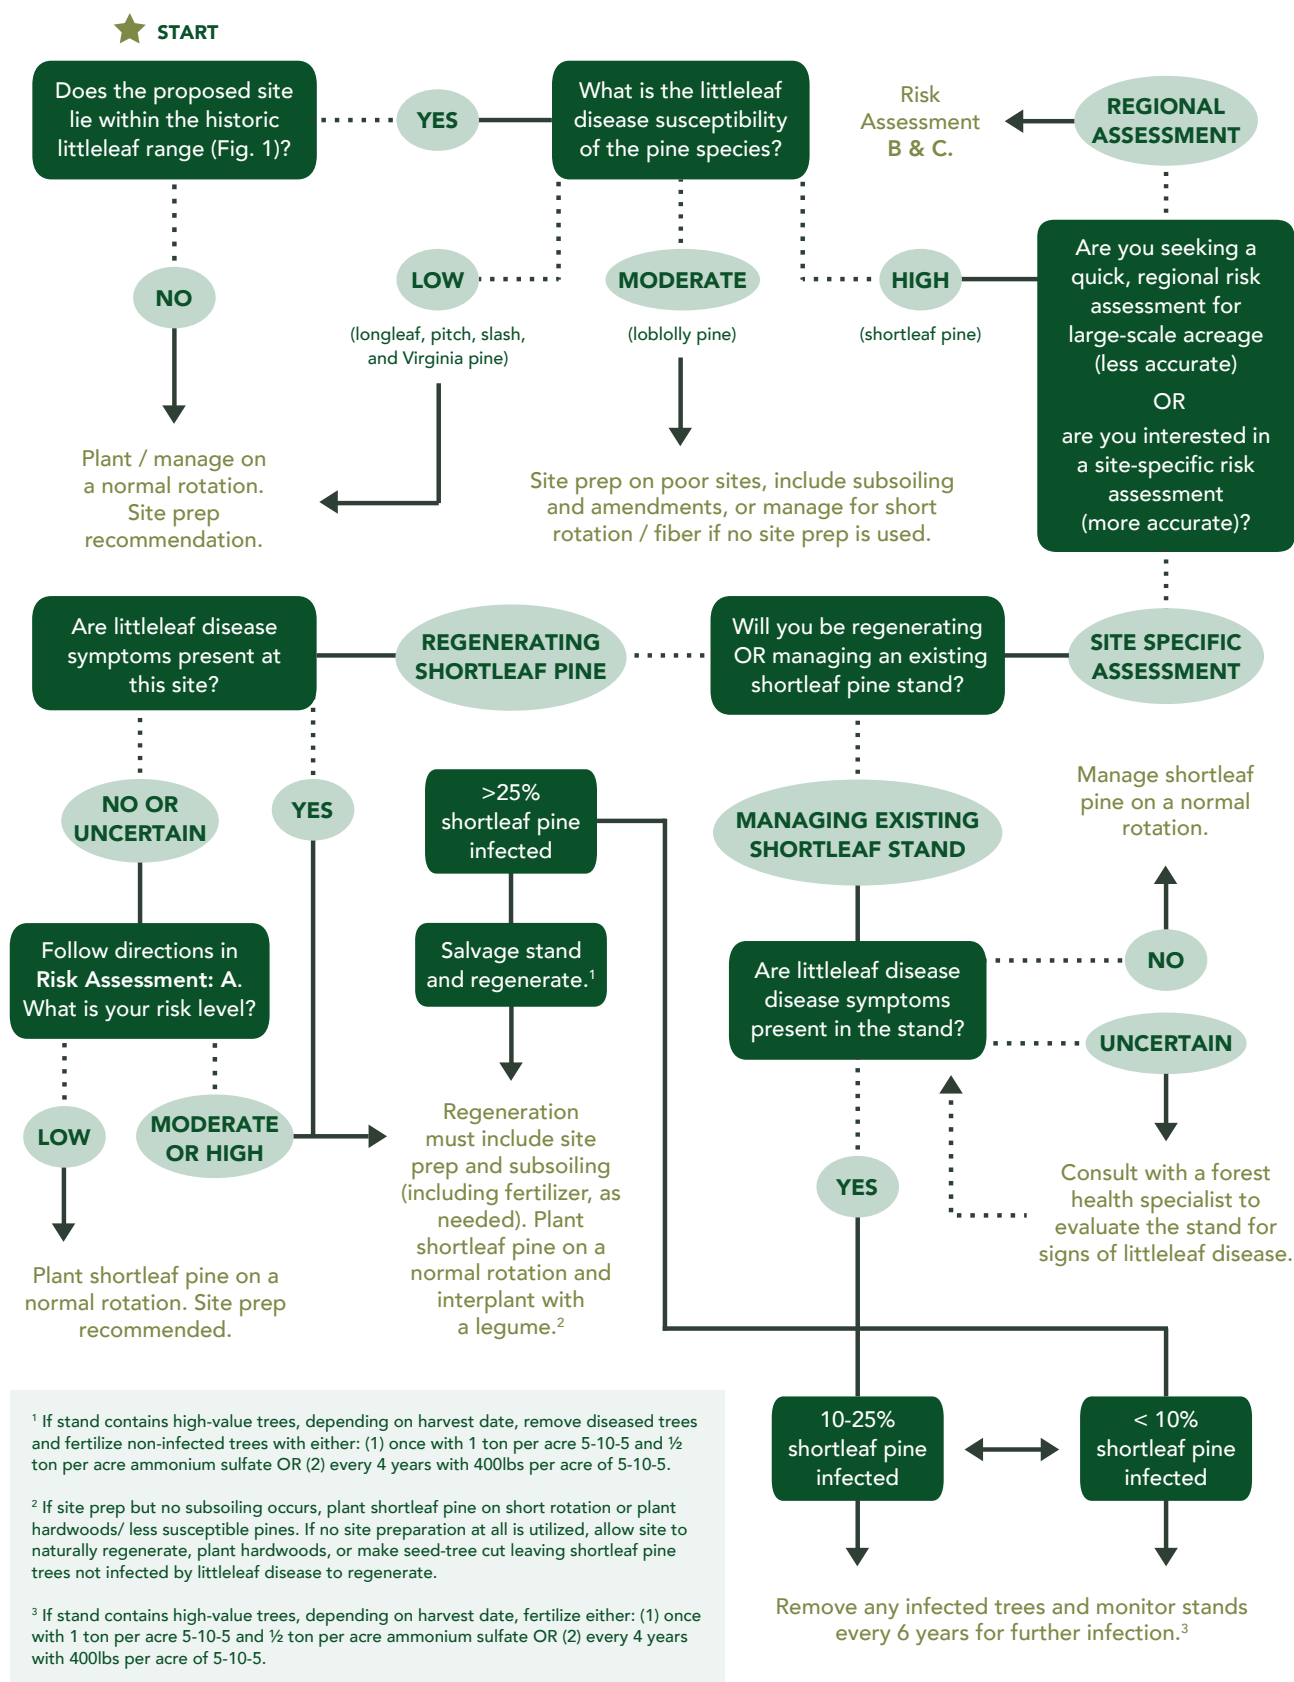 START
Does the proposed site
lie within the historic
littleleaf range (Fig. 1)?
YES
What is the littleleaf
disease susceptibility
of the pine species?
Risk
Assessment
B & C.
REGIONAL
ASSESSMENT
NO
LOW
(longleaf, pitch, slash,
and Virginia pine)
MODERATE
(loblolly pine)
HIGH
(shortleaf pine)
Are you seeking a
quick, regional risk
assessment for
large-scale acreage
(less accurate)
OR
are you interested in
a site-specific risk
assessment
(more accurate)?
Plant / manage on
a normal rotation.
Site prep
recommendation.
Site prep on poor sites, include subsoiling
and amendments, or manage for short
rotation / fiber if no site prep is used.
Are littleleaf disease
symptoms present at
this site?
REGENERATING
SHORTLEAF PINE
Will you be regenerating
OR managing an existing
shortleaf pine stand?
SITE SPECIFIC
ASSESSMENT
NO OR
UNCERTAIN
YES
>25%
shortleaf pine
infected
MANAGING EXISTING
SHORTLEAF STAND
Manage shortleaf
pine on a normal
rotation.
Follow directions in
Risk Assessment: A.
What is your risk level?
Salvage stand
and regenerate.¹
Are littleleaf disease
disease symptoms
present in the stand?
NO
UNCERTAIN
LOW
MODERATE
OR HIGH
Regeneration
must include site
prep and subsoiling
(including fertilizer, as
needed). Plant
shortleaf pine on a
normal rotation and
interplant with
a legume.²
YES
Consult with a forest
health specialist to
evaluate the stand for
signs of littleleaf disease.
Plant shortleaf pine on a
normal rotation. Site prep
recommended.
10-25%
shortleaf pine
infected
< 10%
shortleaf pine
infected
Remove any infected trees and monitor stands
every 6 years for further infection.³
¹ If stand contains high-value trees, depending on harvest date, remove diseased trees
and fertilize non-infected trees with either: (1) once with 1 ton per acre 5-10-5 and ½
ton per acre ammonium sulfate OR (2) every 4 years with 400lbs per acre of 5-10-5.
² If site prep but no subsoiling occurs, plant shortleaf pine on short rotation or plant
hardwoods/ less susceptible pines. If no site preparation at all is utilized, allow site to
naturally regenerate, plant hardwoods, or make seed-tree cut leaving shortleaf pine
trees not infected by littleleaf disease to regenerate.
³ If stand contains high-value trees, depending on harvest date, fertilize either: (1) once
with 1 ton per acre 5-10-5 and ½ ton per acre ammonium sulfate OR (2) every 4 years
with 400lbs per acre of 5-10-5.